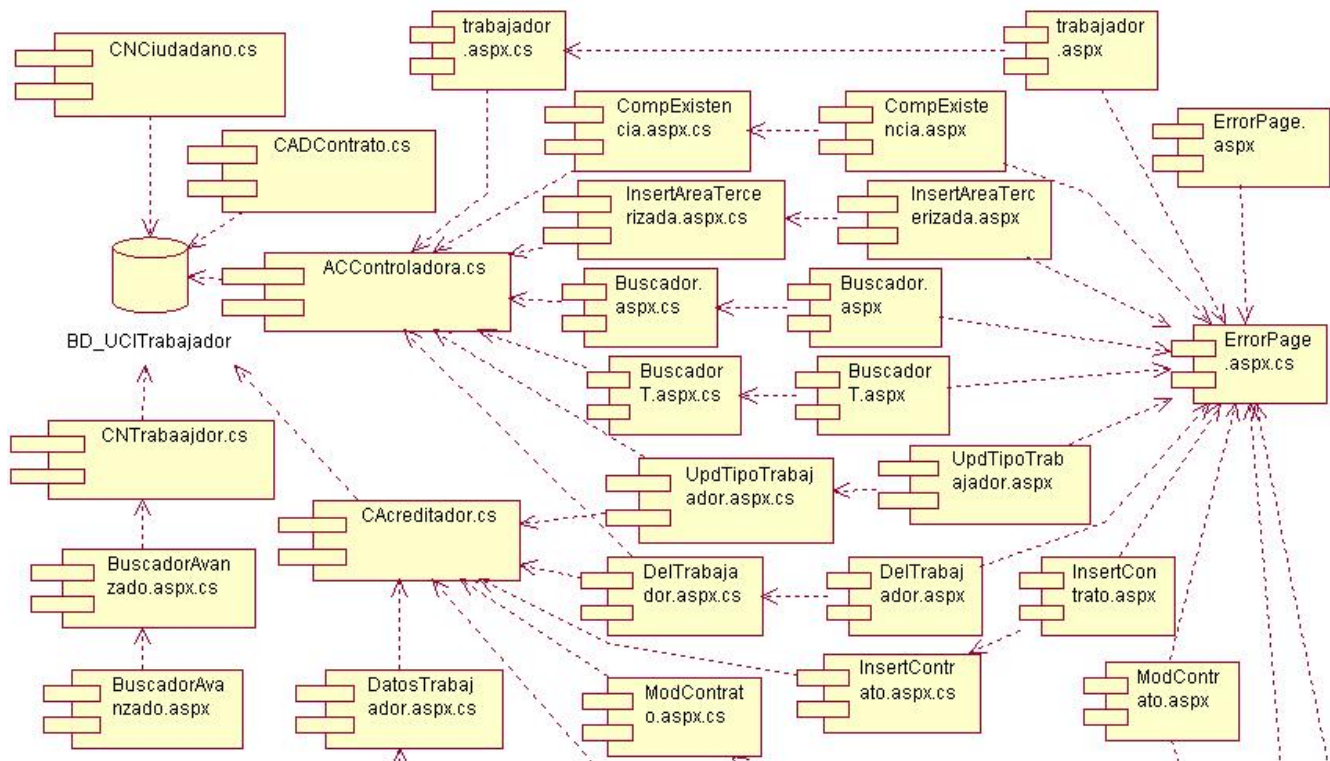 CNCiudadano.cs
trabajador
.aspx.cs
trabajador
.aspx
CompExisten
cia.aspx.cs
CompExiste
ncia.aspx
ErrorPage.
aspx
CADContrato.cs
InsertAreaTerce
rizada.aspx.cs
InsertAreaTerc
erizada.aspx
ACControladora.cs
Buscador.
aspx.cs
Buscador.
aspx
BD_UCITrabajador
ErrorPage
.aspx.cs
Buscador
T.aspx.cs
Buscador
T.aspx
CNTrabaajdor.cs
UpdTipoTrabaj
ador.aspx.cs
UpdTipoTrab
ajador.aspx
CAcreditador.cs
BuscadorAvan
zado.aspx.cs
DelTrabaja
dor.aspx.cs
DelTrabaj
ador.aspx
InsertCon
trato.aspx
BuscadorAva
nzado.aspx
DatosTrabaj
ador.aspx.cs
ModContrat
o.aspx.cs
InsertContr
ato.aspx.cs
ModContr
ato.aspx